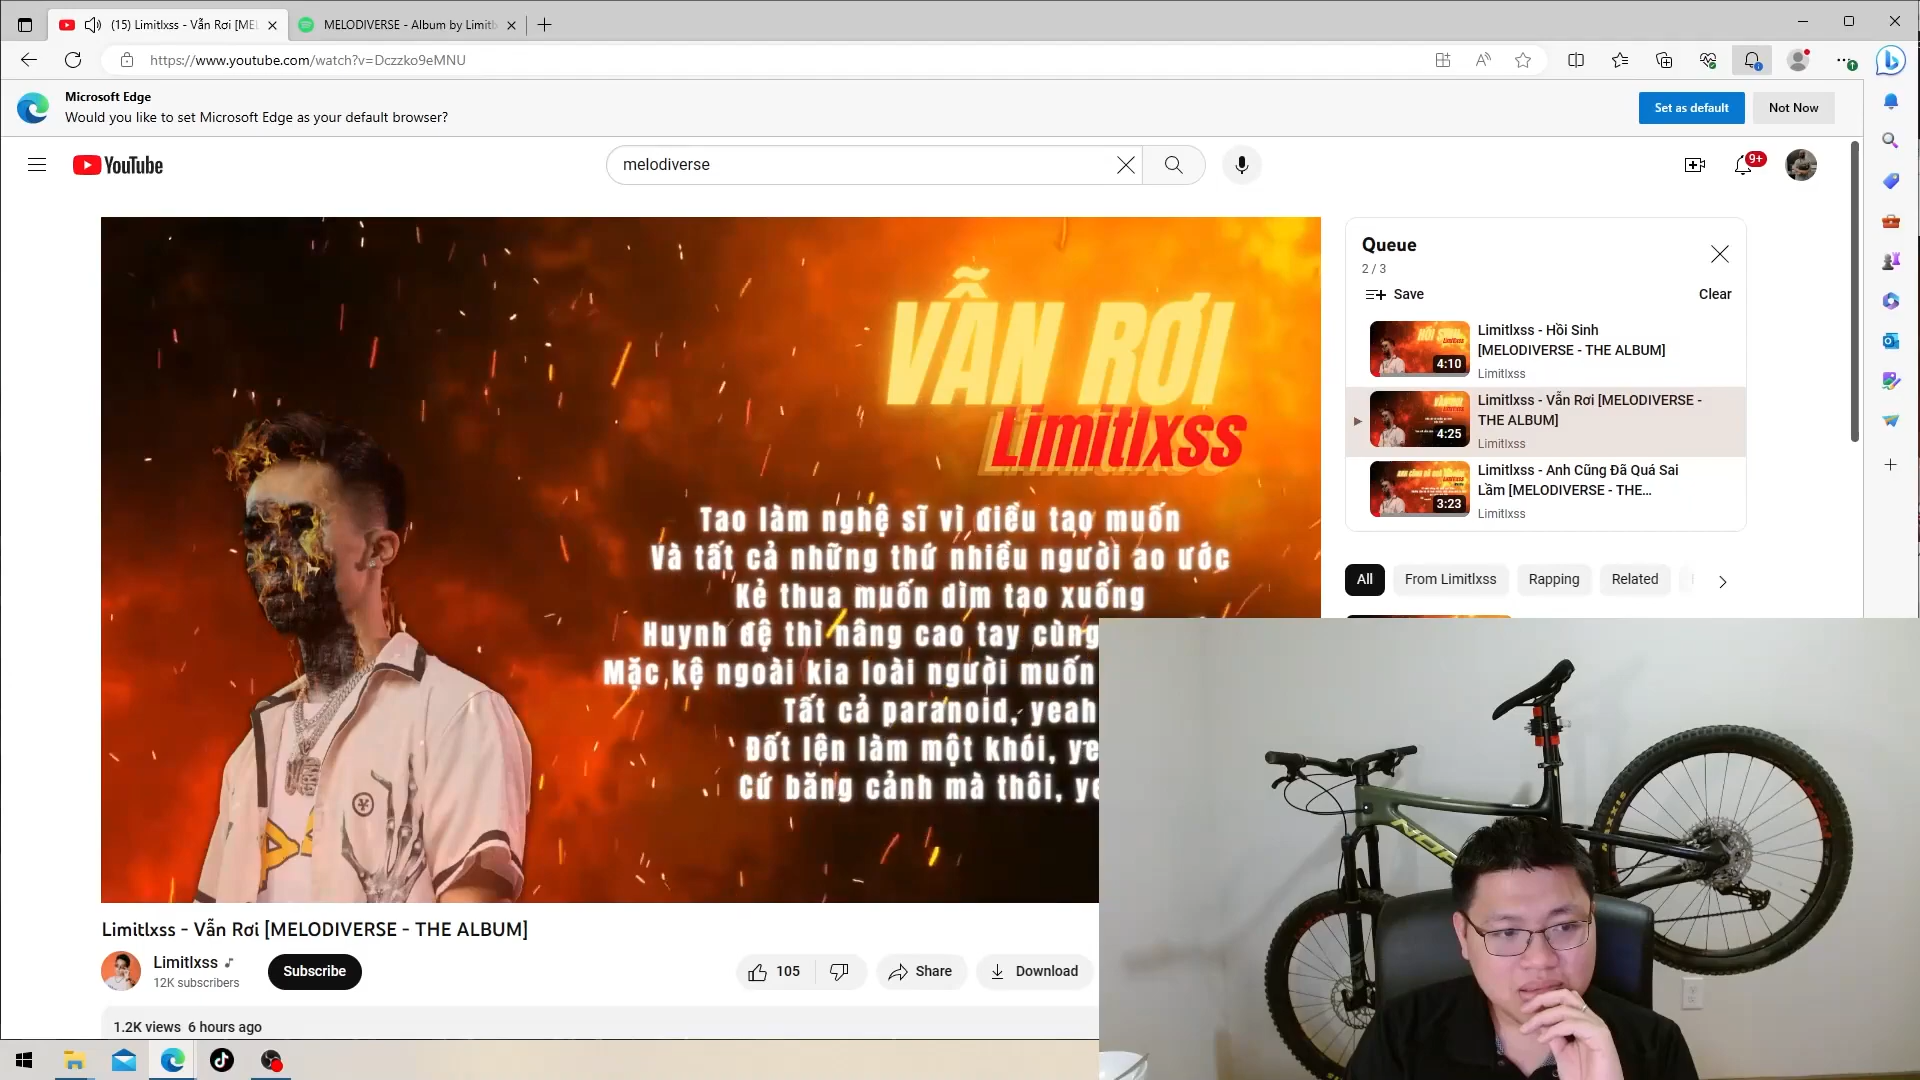 (15) Limitlxss - Vẫn Rơi [MEL
MELODIVERSE - Album by Limitl
https://www.youtube.com/watch?v=Dczzko9eMNU
Microsoft Edge
Would you like to set Microsoft Edge as your default browser?
Set as default
Not Now
YouTube
melodiverse
9+
VẪN RƠI
Limitlxss
Tao làm nghệ sĩ vì điều tao muốn
Và tất cả những thứ nhiều người ao ước
Kẻ thua muốn dìm tao xuống
Huynh đệ thì nâng cao tay cùng
Mặc kệ ngoài kia loài người muốn
Tất cả paranoid, yeah
Đốt lên làm một khói, ye
Cứ băng cảnh mà thôi, ye
Queue
2 / 3
Save
Clear
Limitlxss - Hồi Sinh
[MELODIVERSE - THE ALBUM]
Limitlxss
4:10
Limitlxss - Vẫn Rơi [MELODIVERSE -
THE ALBUM]
Limitlxss
4:25
Limitlxss - Anh Cũng Đã Quá Sai
Lầm [MELODIVERSE - THE...
Limitlxss
3:23
All
From Limitlxss
Rapping
Related
Limitlxss - Vẫn Rơi [MELODIVERSE - THE ALBUM]
Limitlxss
12K subscribers
Subscribe
105
Share
Download
1.2K views 6 hours ago
MAXXIS